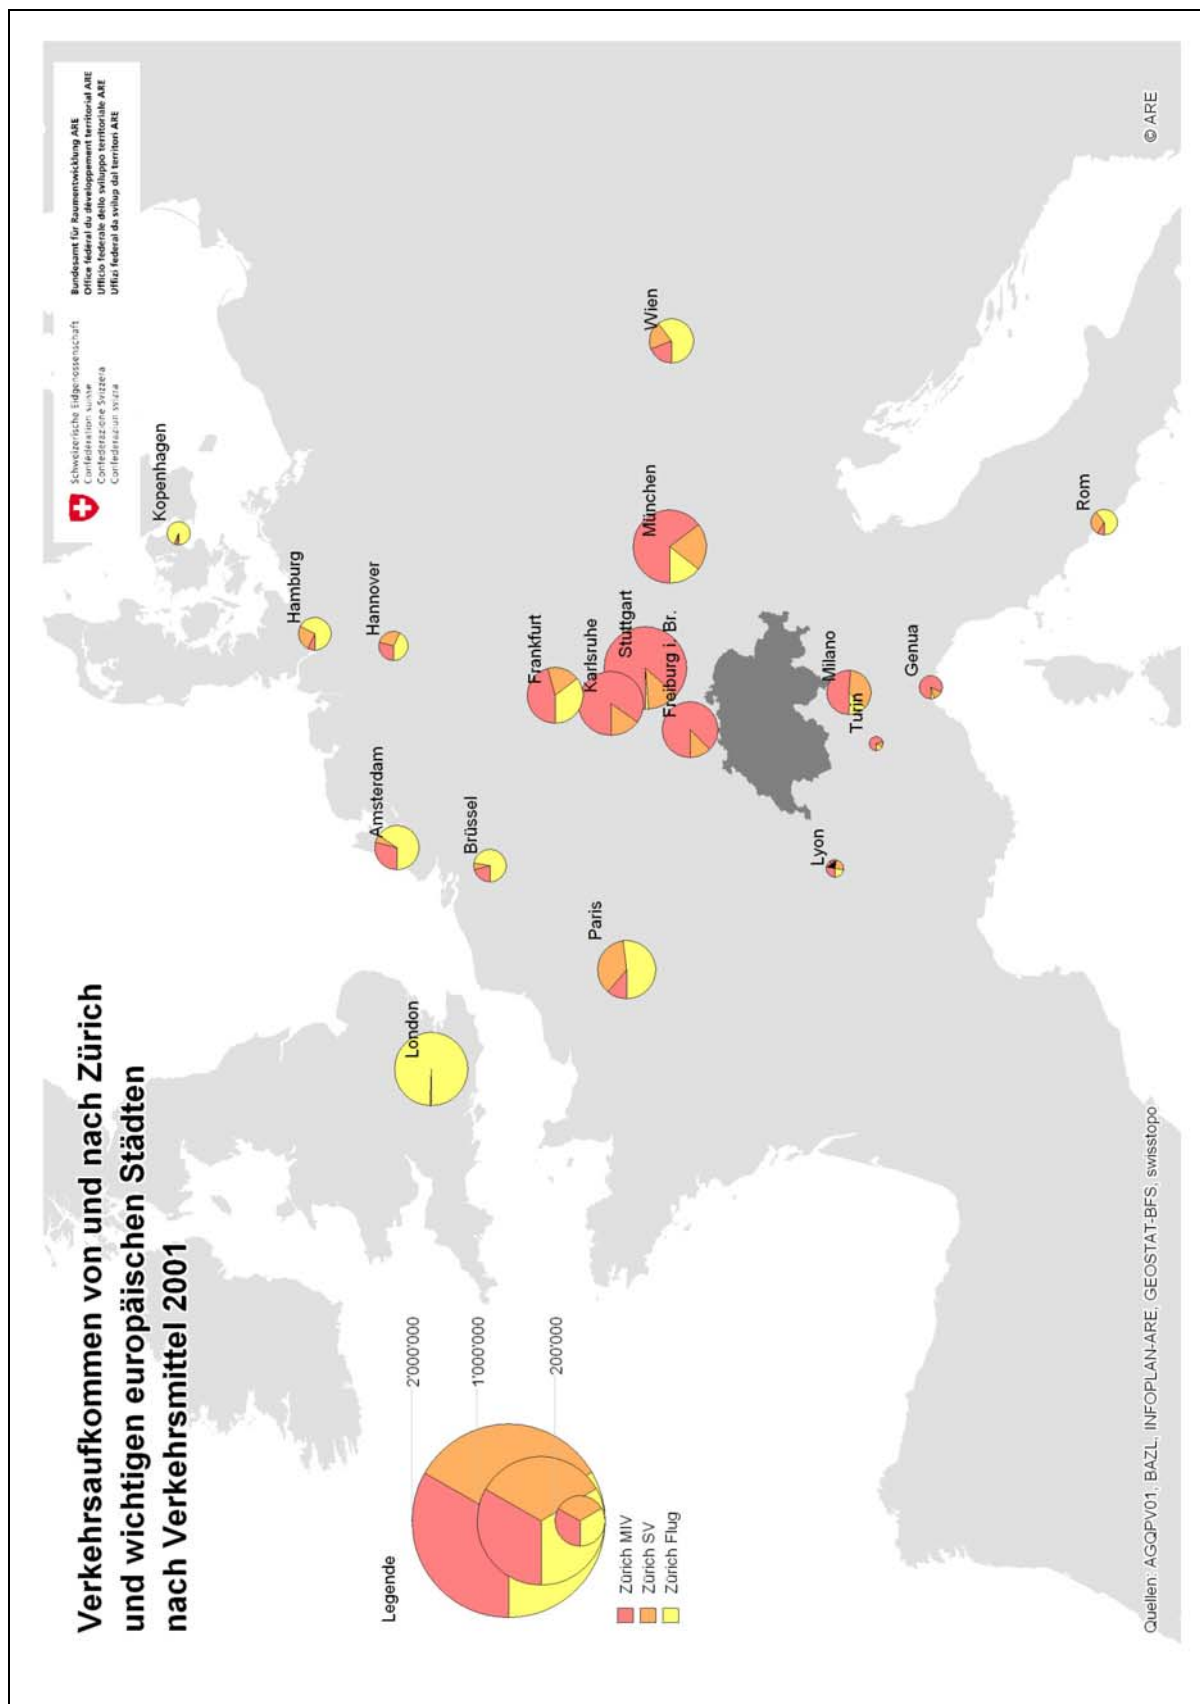 Verkehrsaufkommen von und nach Zürich
und wichtigen europäischen Städten
nach Verkehrsmittel 2001
Schweizerische Eidgenossenschaft
Confédération suisse
Confederazione Svizzera
Confederaziun svizra
Bundesamt für Raumentwicklung ARE
Office fédéral du développement territorial ARE
Ufficio federale dello sviluppo territoriale ARE
Uffizi federal da svilup dal territori ARE
Kopenhagen
Hamburg
Hannover
Amsterdam
London
Brüssel
Frankfurt
Karlsruhe
Stuttgart
München
Wien
Paris
Freiburg i. Br.
Lyon
Milano
Turin
Genua
Rom
Legende
2'000'000
1'000'000
200'000
Zürich MIV
Zürich SV
Zürich Flug
Quellen: AGQPV01, BAZL, INFOPLAN-ARE, GEOSTAT-BFS, swisstopo
© ARE